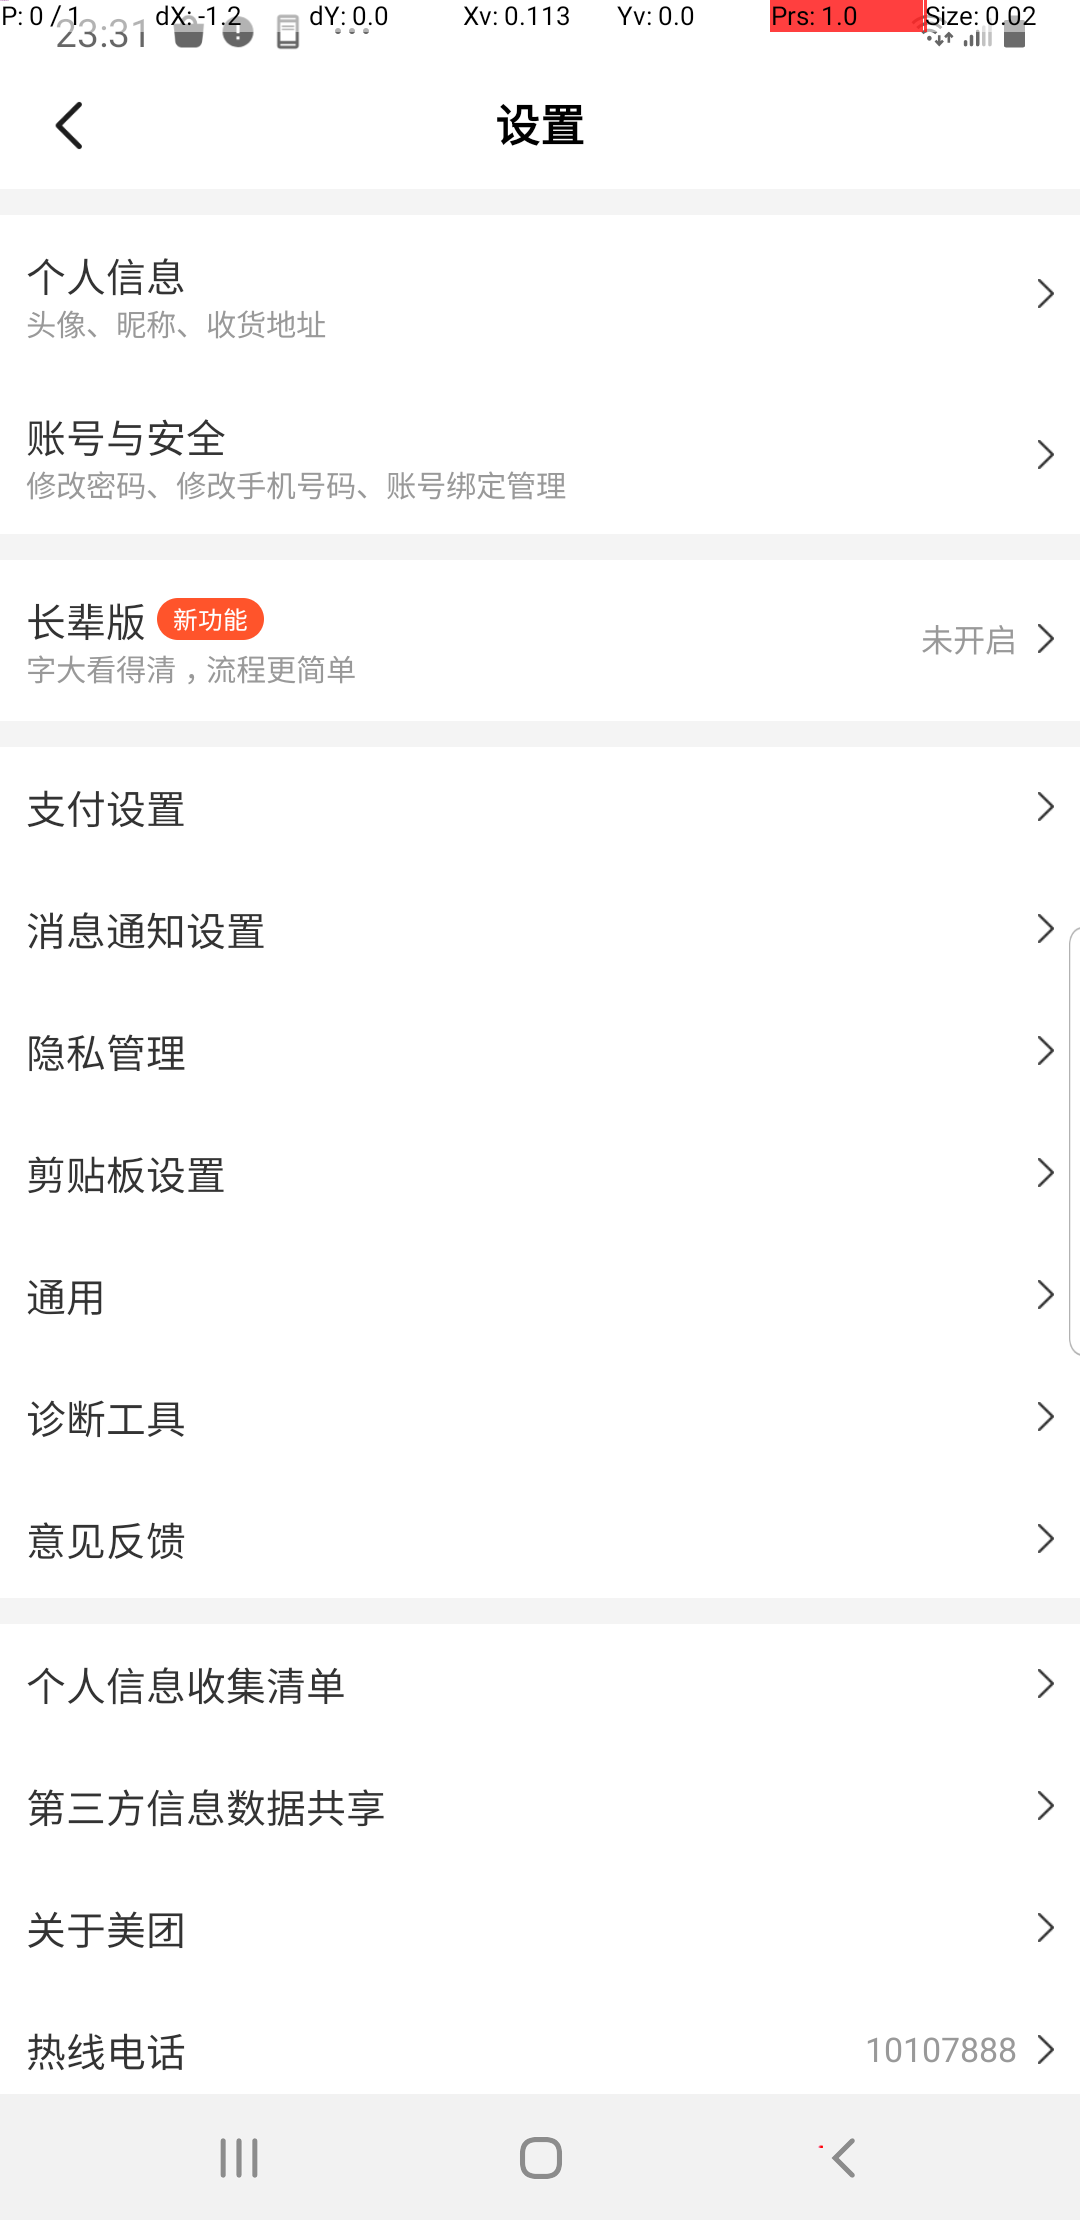 P: 0 / 1 dX: -1.2 dY: 0.0 Xv: 0.113 Yv: 0.0 Prs: 1.0 Size: 0.02
23:31
设置
个人信息
头像、昵称、收货地址
账号与安全
修改密码、修改手机号码、账号绑定管理
长辈版 新功能
字大看得清，流程更简单
未开启
支付设置
消息通知设置
隐私管理
剪贴板设置
通用
诊断工具
意见反馈
个人信息收集清单
第三方信息数据共享
关于美团
热线电话 10107888